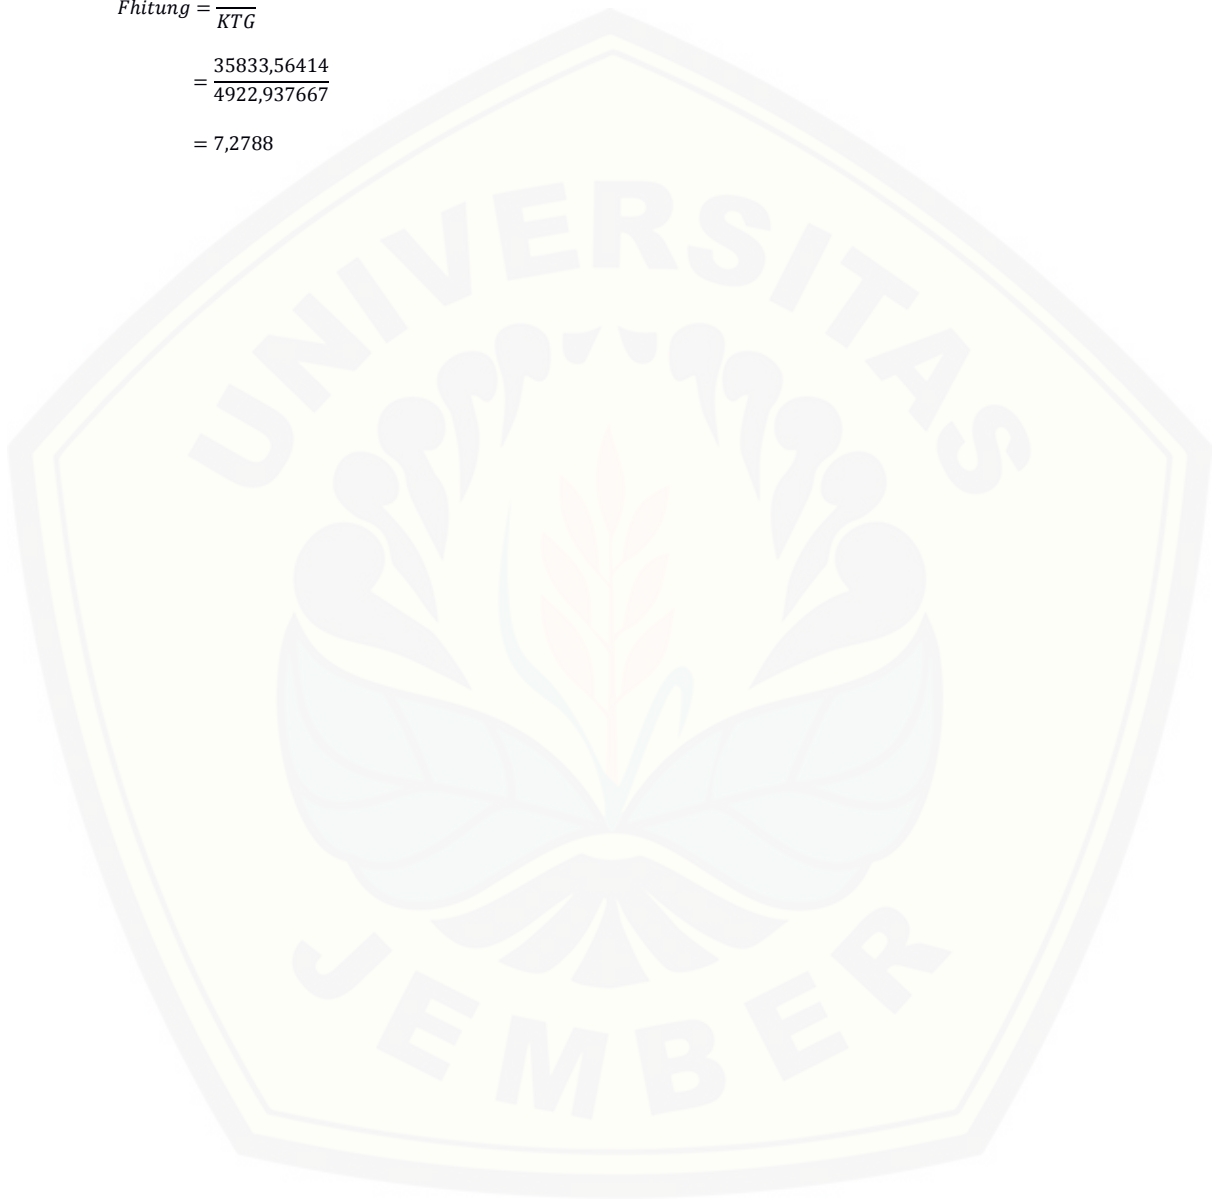 Fhitung = ―/KTG
= 35833,56414/4922,937667
= 7,2788
UNIVERSITAS
JEMBER